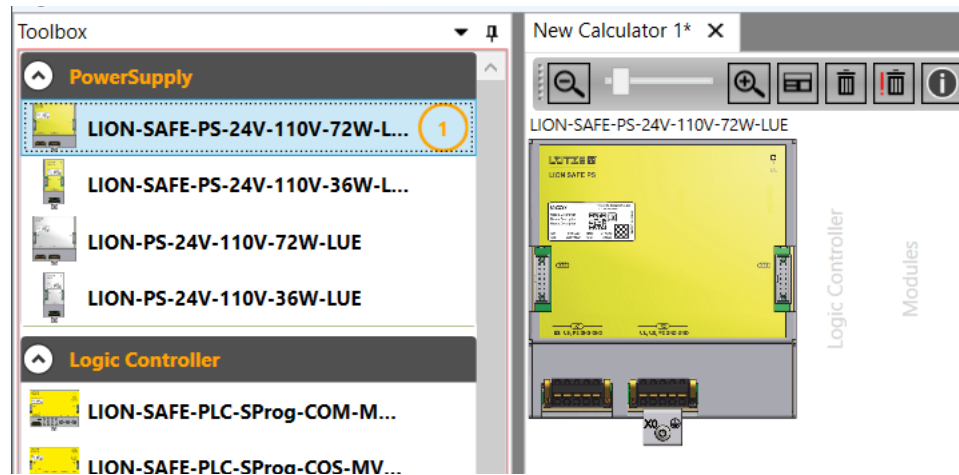 Toolbox
PowerSupply
LION-SAFE-PS-24V-110V-72W-L...
1
LION-SAFE-PS-24V-110V-36W-L...
LION-PS-24V-110V-72W-LUE
LION-PS-24V-110V-36W-LUE
Logic Controller
LION-SAFE-PLC-SProg-COM-M...
LION-SAFE-PLC-SProg-COS-MV...
New Calculator 1*
LION-SAFE-PS-24V-110V-72W-LUE
LÜTZE
LION SAFE PS
X0
Logic Controller
Modules